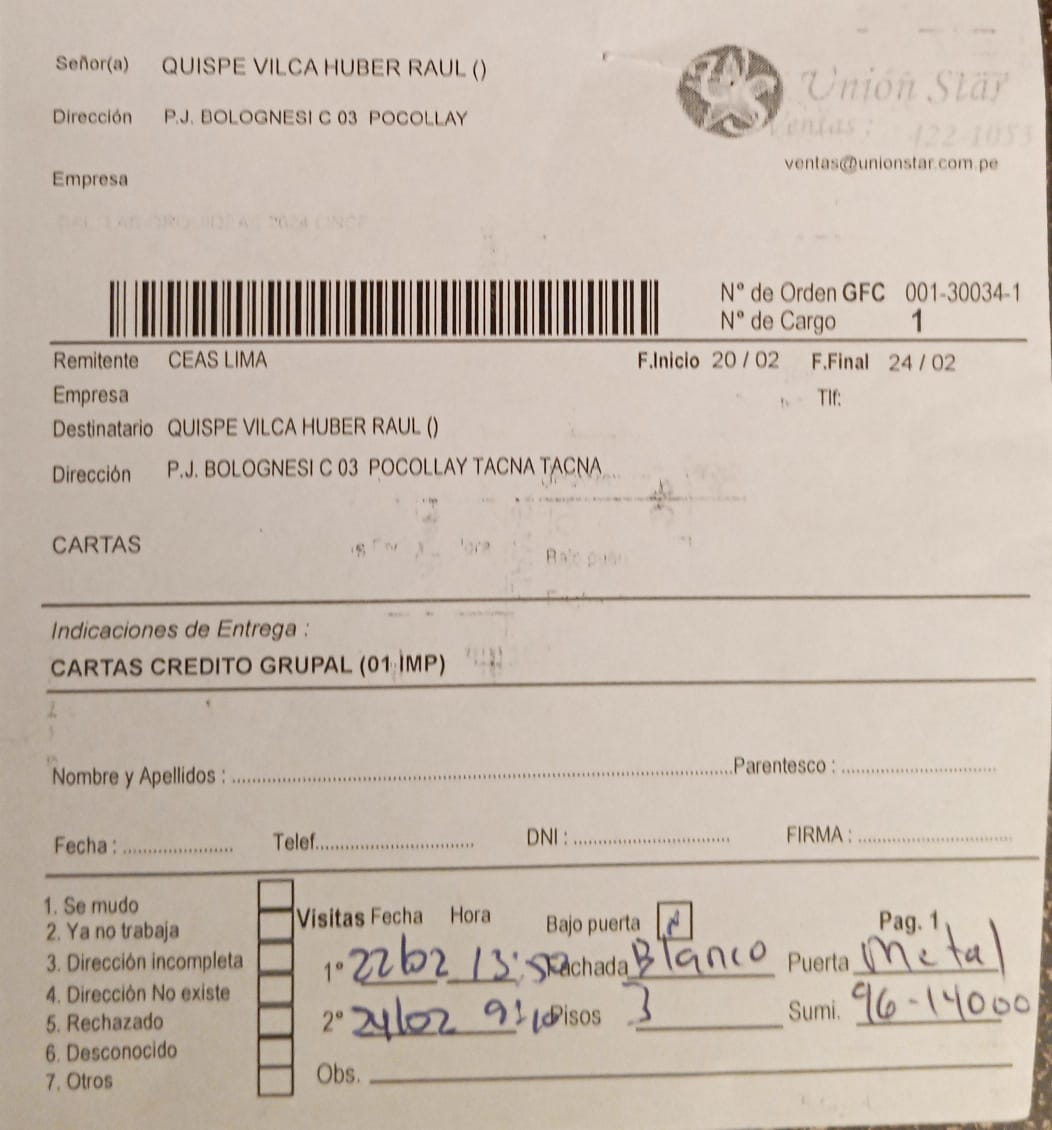 Señor(a) QUISPE VILCA HUBER RAUL ()
Unión Star
Dirección P.J. BOLOGNESI C 03 POCOLLAY
Ventas : 422-1053
ventas@unionstar.com.pe
Empresa
N° de Orden GFC 001-30034-1
N° de Cargo 1
Remitente CEAS LIMA F.Inicio 20 / 02 F.Final 24 / 02
Empresa Tlf:
Destinatario QUISPE VILCA HUBER RAUL ()
Dirección P.J. BOLOGNESI C 03 POCOLLAY TACNA TACNA
CARTAS
Indicaciones de Entrega :
CARTAS CREDITO GRUPAL (01 IMP)
Nombre y Apellidos : Parentesco :
Fecha : Telef. DNI : FIRMA :
1. Se mudo
2. Ya no trabaja
3. Dirección incompleta
4. Dirección No existe
5. Rechazado
6. Desconocido
7. Otros
Visitas Fecha Hora Bajo puerta Pag. 1
1° 22/02 13:50 Fachada Blanco Puerta Metal
2° 24/02 9:10 Pisos 3 Sumi. 96-14000
Obs.